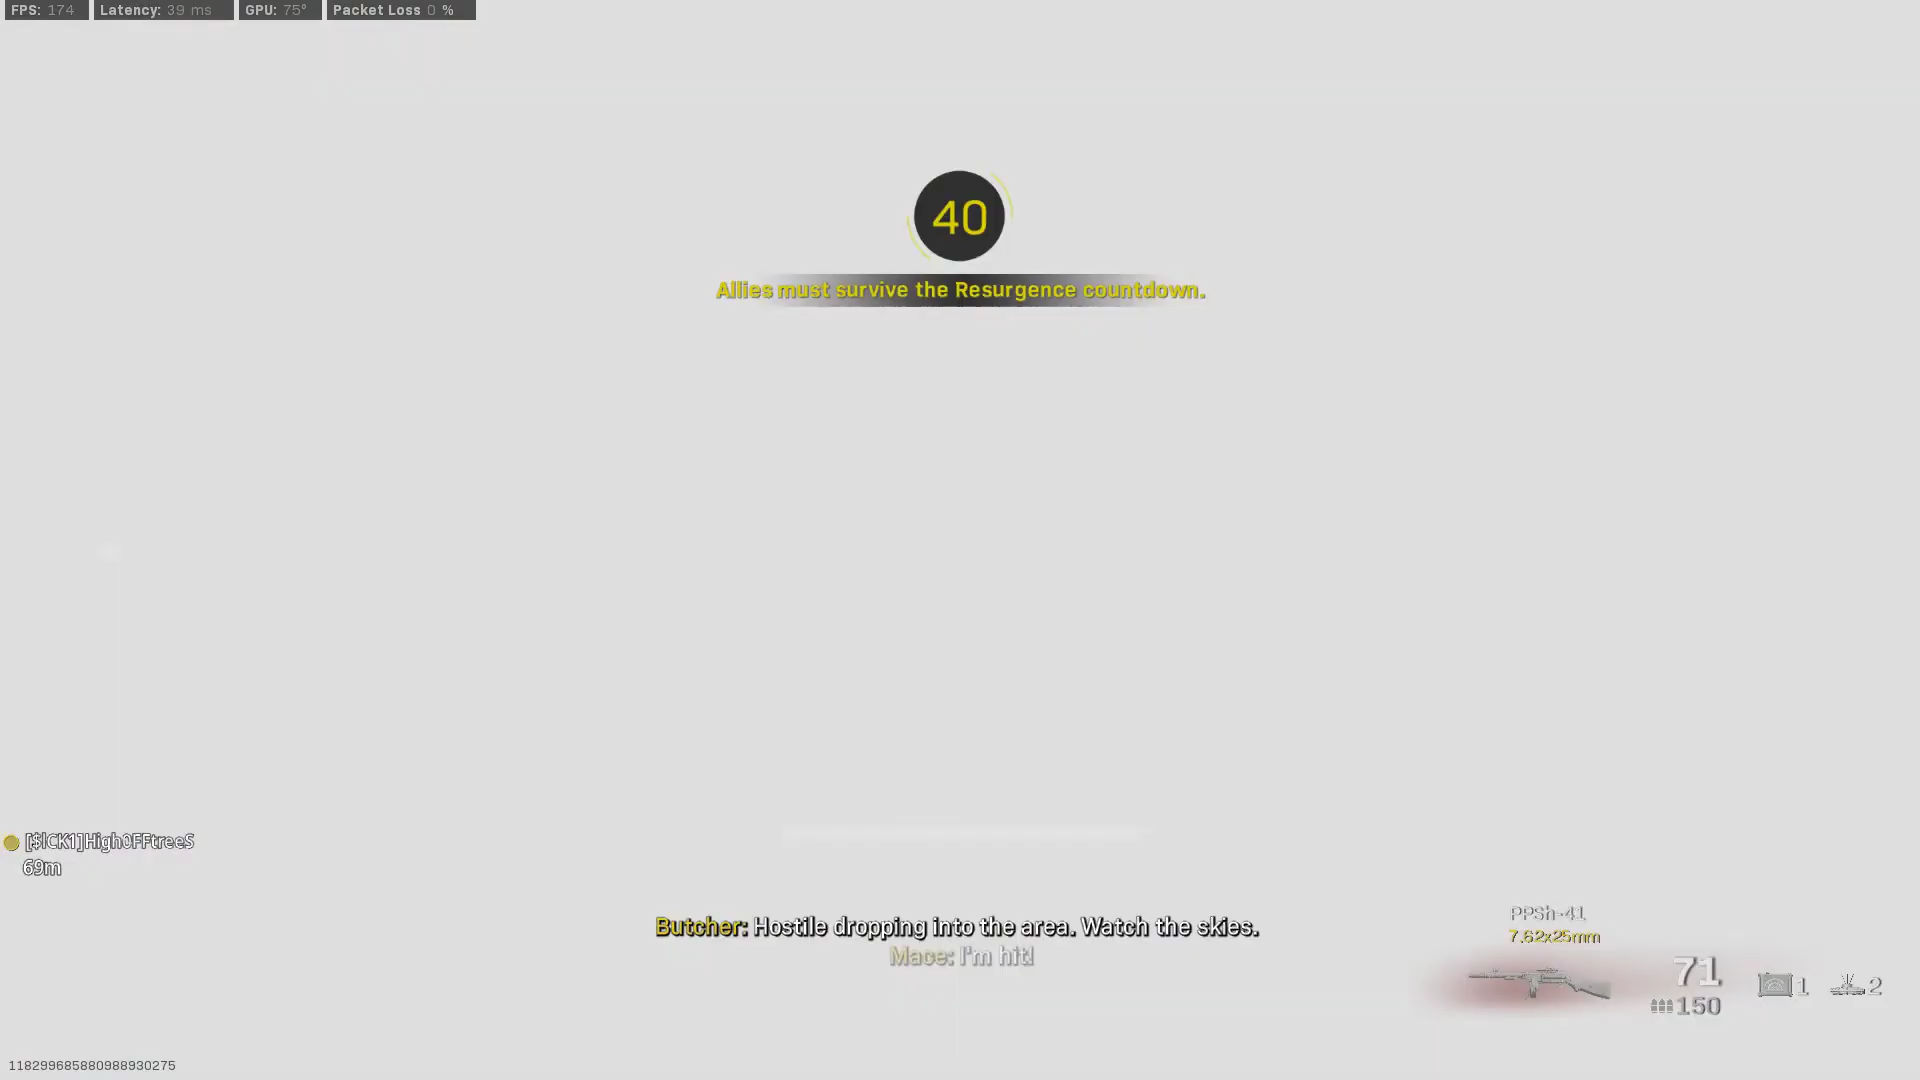 FPS: 174 Latency: 39 ms GPU: 75° Packet Loss 0 %
40
Allies must survive the Resurgence countdown.
[$ICK1]High0FFtreeS
69m
Butcher: Hostile dropping into the area. Watch the skies.
Mace: I'm hit!
PPSh-41
7.62x25mm
71
150
1
2
118299685880988930275